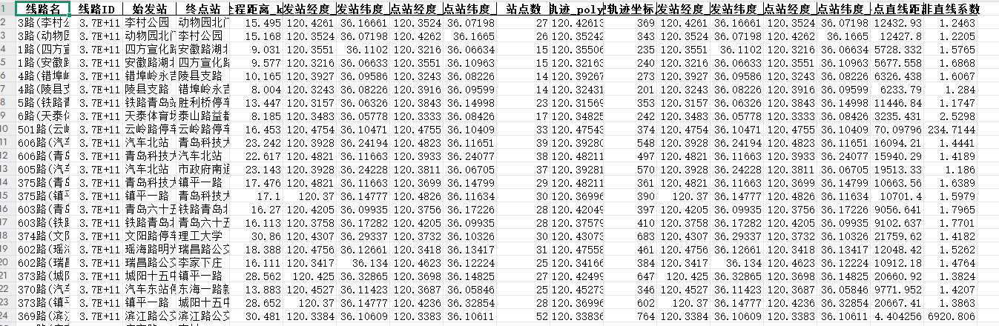 线路名 线路ID 始发站 终点站 程距离_k 发站经度_ 发站纬度_ 点站经度_ 点站纬度_ 站点数 轨迹_poly 轨迹坐标 发站经度_ 发站纬度_ 点站经度_ 点站纬度_ 点直线距 非直线系数
2 3路(李村公 3.7E+11 李村公园 动物园北门 15.495 120.4261 36.16661 120.3524 36.07198 27 120.42613 369 120.4261 36.16661 120.3524 36.07198 12432.93 1.2463
3 3路(动物园 3.7E+11 动物园北门 李村公园 15.168 120.3524 36.07198 120.4262 36.1665 26 120.35242 343 120.3524 36.07198 120.4262 36.1665 12427.8 1.2205
4 1路(四方宣 3.7E+11 四方宣化路 安徽路湖北 9.031 120.3551 36.1102 120.3216 36.06634 15 120.35506 235 120.3551 36.1102 120.3216 36.06634 5728.332 1.5765
5 1路(安徽路 3.7E+11 安徽路湖北 四方宣化路 9.577 120.3216 36.06633 120.3551 36.10963 15 120.32163 240 120.3216 36.06633 120.3551 36.10963 5677.558 1.6868
6 4路(错埠岭 3.7E+11 错埠岭永吉 陵县支路 10.165 120.3927 36.09586 120.3243 36.08226 14 120.39267 273 120.3927 36.09586 120.3243 36.08226 6326.438 1.6067
7 4路(陵县支 3.7E+11 陵县支路 错埠岭永吉 8.004 120.3243 36.08226 120.3916 36.09599 14 120.32431 201 120.3243 36.08226 120.3916 36.09599 6233.79 1.284
8 5路(铁路青 3.7E+11 铁路青岛站 胜利桥停车 13.447 120.3157 36.06326 120.3843 36.14998 23 120.31569 353 120.3157 36.06326 120.3843 36.14998 11446.84 1.1747
9 6路(天泰体 3.7E+11 天泰体育场 泰山路益都 8.185 120.3483 36.05778 120.3333 36.08426 17 120.34825 242 120.3483 36.05778 120.3333 36.08426 3235.431 2.5298
10 501路(云岭 3.7E+11 云岭路停车 云岭路停车 16.453 120.4754 36.10471 120.4755 36.10409 33 120.47543 374 120.4754 36.10471 120.4755 36.10409 70.09796 234.7144
11 606路(汽车 3.7E+11 汽车北站 青岛科技大 23.242 120.3928 36.24194 120.4823 36.11651 39 120.39280 548 120.3928 36.24194 120.4823 36.11651 16094.21 1.4441
12 606路(青岛 3.7E+11 青岛科技大 汽车北站 22.617 120.4821 36.11663 120.3933 36.24077 38 120.48211 497 120.4821 36.11663 120.3933 36.24077 15940.29 1.4189
13 605路(汽车 3.7E+11 汽车北站 市政府南通 23.143 120.3928 36.24228 120.3811 36.06705 37 120.39281 570 120.3928 36.24228 120.3811 36.06705 19513.33 1.186
14 375路(青岛 3.7E+11 青岛科技大 镇平一路 17.476 120.4821 36.11663 120.3699 36.14799 29 120.48211 361 120.4821 36.11663 120.3699 36.14799 10663.56 1.6389
15 375路(镇平 3.7E+11 镇平一路 青岛科技大 17.1 120.37 36.14777 120.4826 36.11634 30 120.36996 390 120.37 36.14777 120.4826 36.11634 10701.4 1.5979
16 603路(青岛 3.7E+11 青岛六十五 铁路青岛北 16.27 120.4205 36.09935 120.3756 36.17226 28 120.42049 397 120.4205 36.09935 120.3756 36.17226 9056.641 1.7965
17 603路(铁路 3.7E+11 铁路青岛北 青岛六十五 16.113 120.3758 36.17282 120.4205 36.09935 28 120.37579 410 120.3758 36.17282 120.4205 36.09935 9102.637 1.7701
18 374路(文阳 3.7E+11 文阳路停车 理工大学 30.86 120.4307 36.29337 120.3732 36.10326 30 120.43073 683 120.4307 36.29337 120.3732 36.10326 21759.62 1.4182
19 602路(瑶海 3.7E+11 瑶海路明光 瑞昌路公交 18.388 120.4756 36.12661 120.3418 36.13417 31 120.47558 461 120.4756 36.12661 120.3418 36.13417 12048.42 1.5262
20 602路(瑞昌 3.7E+11 瑞昌路公交 李家下庄 16.111 120.3417 36.134 120.4623 36.12224 25 120.34166 384 120.3417 36.134 120.4623 36.12224 10912.18 1.4764
21 373路(城阳 3.7E+11 城阳十五中 镇平一路 28.562 120.425 36.32865 120.3698 36.14825 27 120.42499 647 120.425 36.32865 120.3698 36.14825 20660.92 1.3824
22 370路(汽车 3.7E+11 汽车东站停 东海一路新 13.883 120.4527 36.11423 120.3687 36.05846 25 120.45273 346 120.4527 36.11423 120.3687 36.05846 9771.952 1.4207
23 373路(镇平 3.7E+11 镇平一路 城阳十五中 28.652 120.37 36.14777 120.4236 36.32854 28 120.36996 602 120.37 36.14777 120.4236 36.32854 20667.41 1.3863
24 369路(滨江 3.7E+11 滨江路公交 滨江路公交 30.481 120.3384 36.10609 120.3383 36.10611 52 120.33836 764 120.3384 36.10609 120.3383 36.10611 4.404256 6920.806